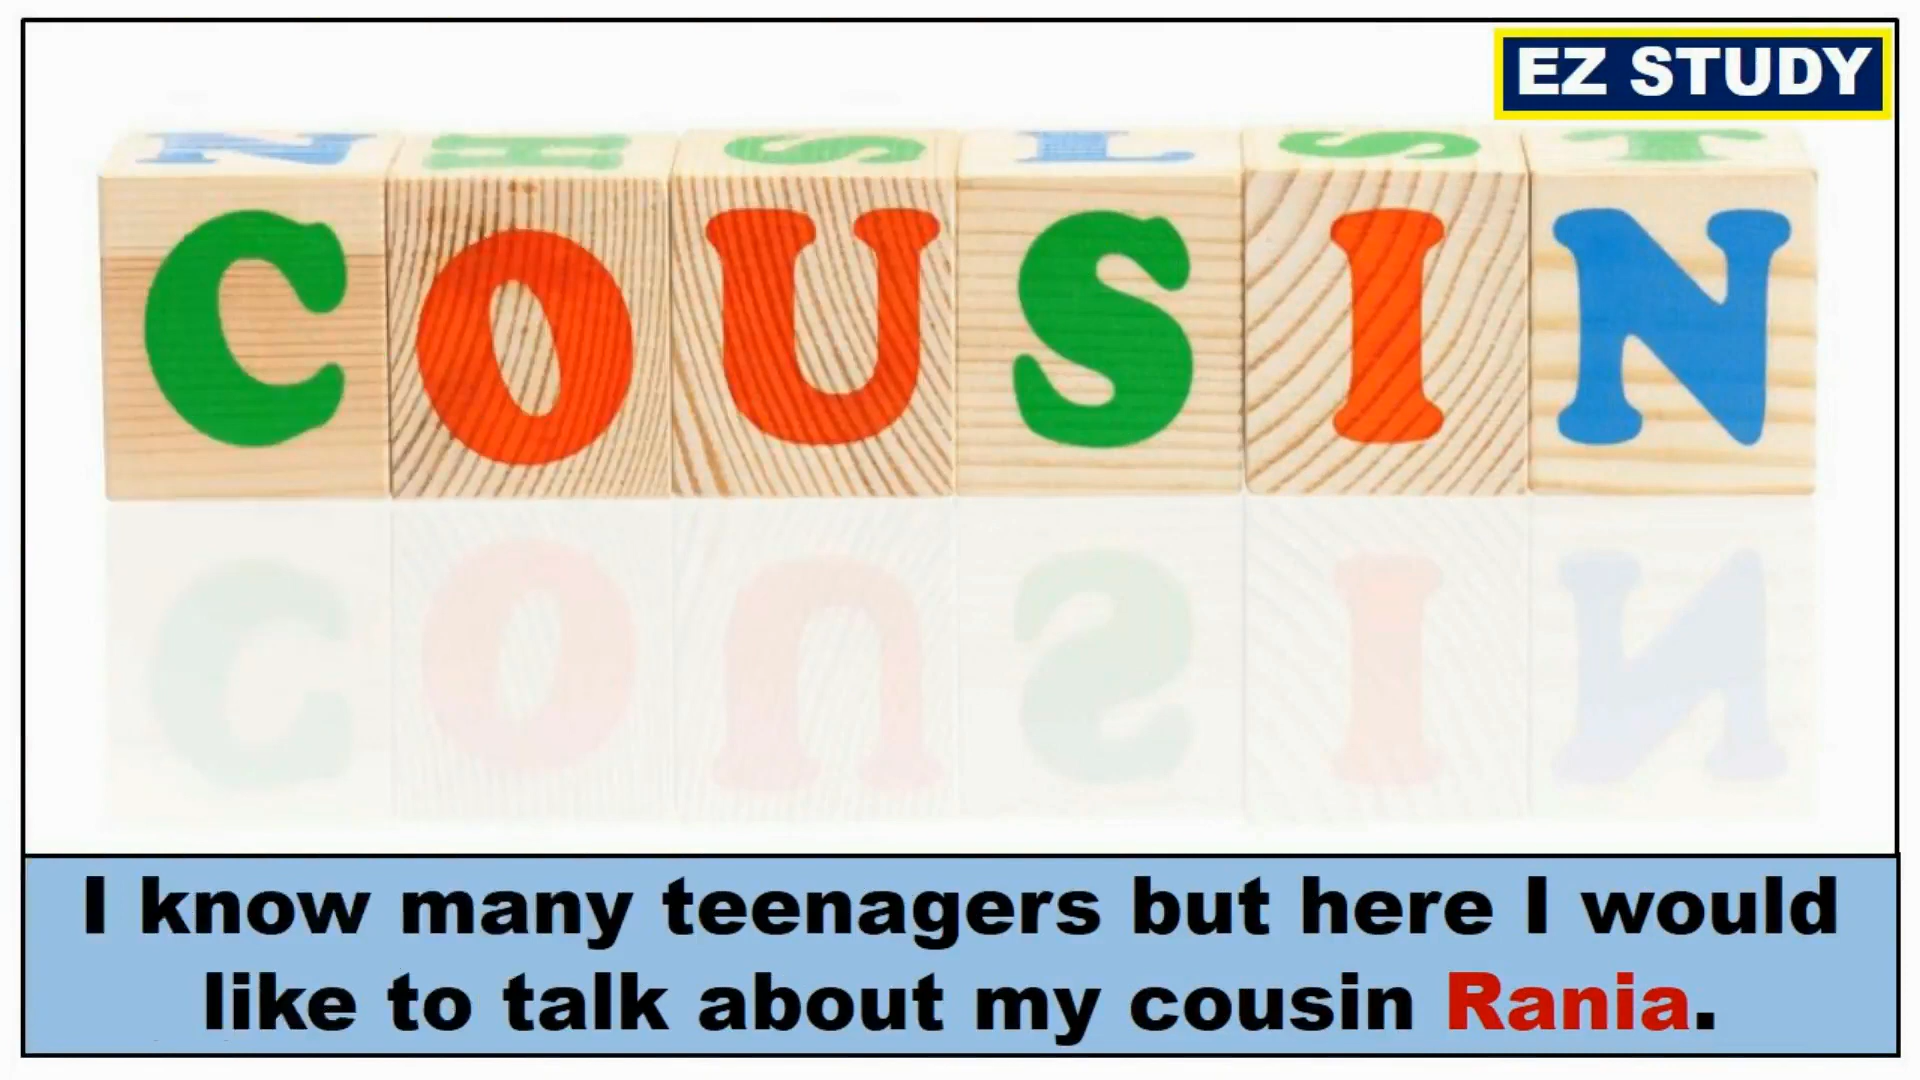 EZ STUDY
N H S L S T
COUSIN
I know many teenagers but here I would
like to talk about my cousin Rania.